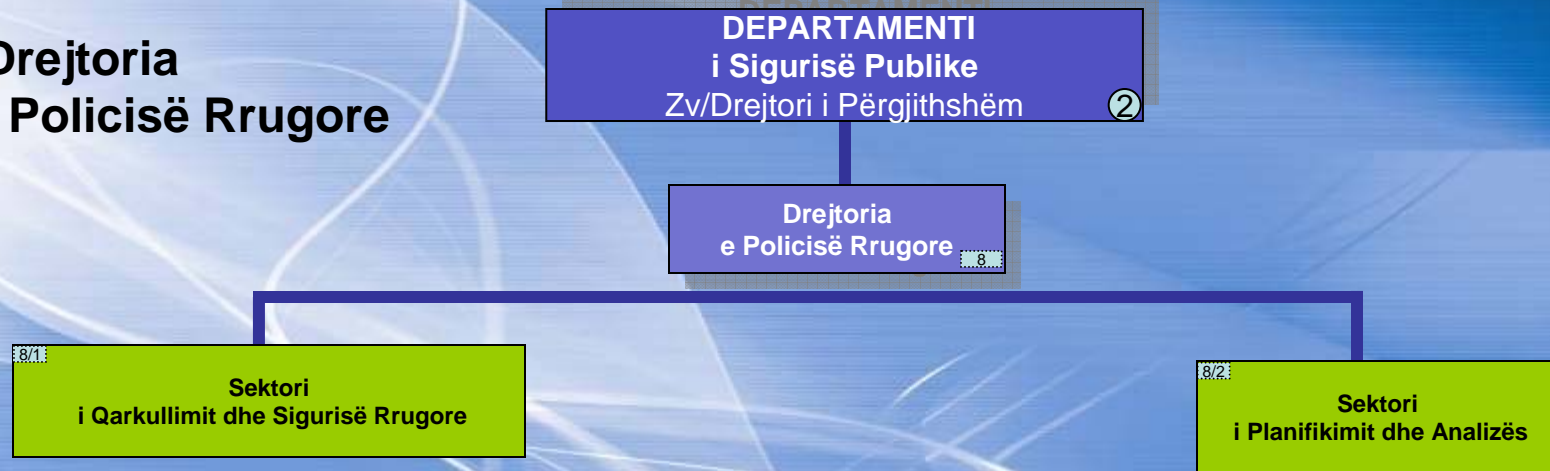 Drejtoria
Policisë Rrugore
DEPARTAMENTI
DEPARTAMENTI
i Sigurisë Publike
Zv/Drejtori i Përgjithshëm
2
Drejtoria
e Policisë Rrugore
8
8/1
Sektori
i Qarkullimit dhe Sigurisë Rrugore
8/2
Sektori
i Planifikimit dhe Analizës